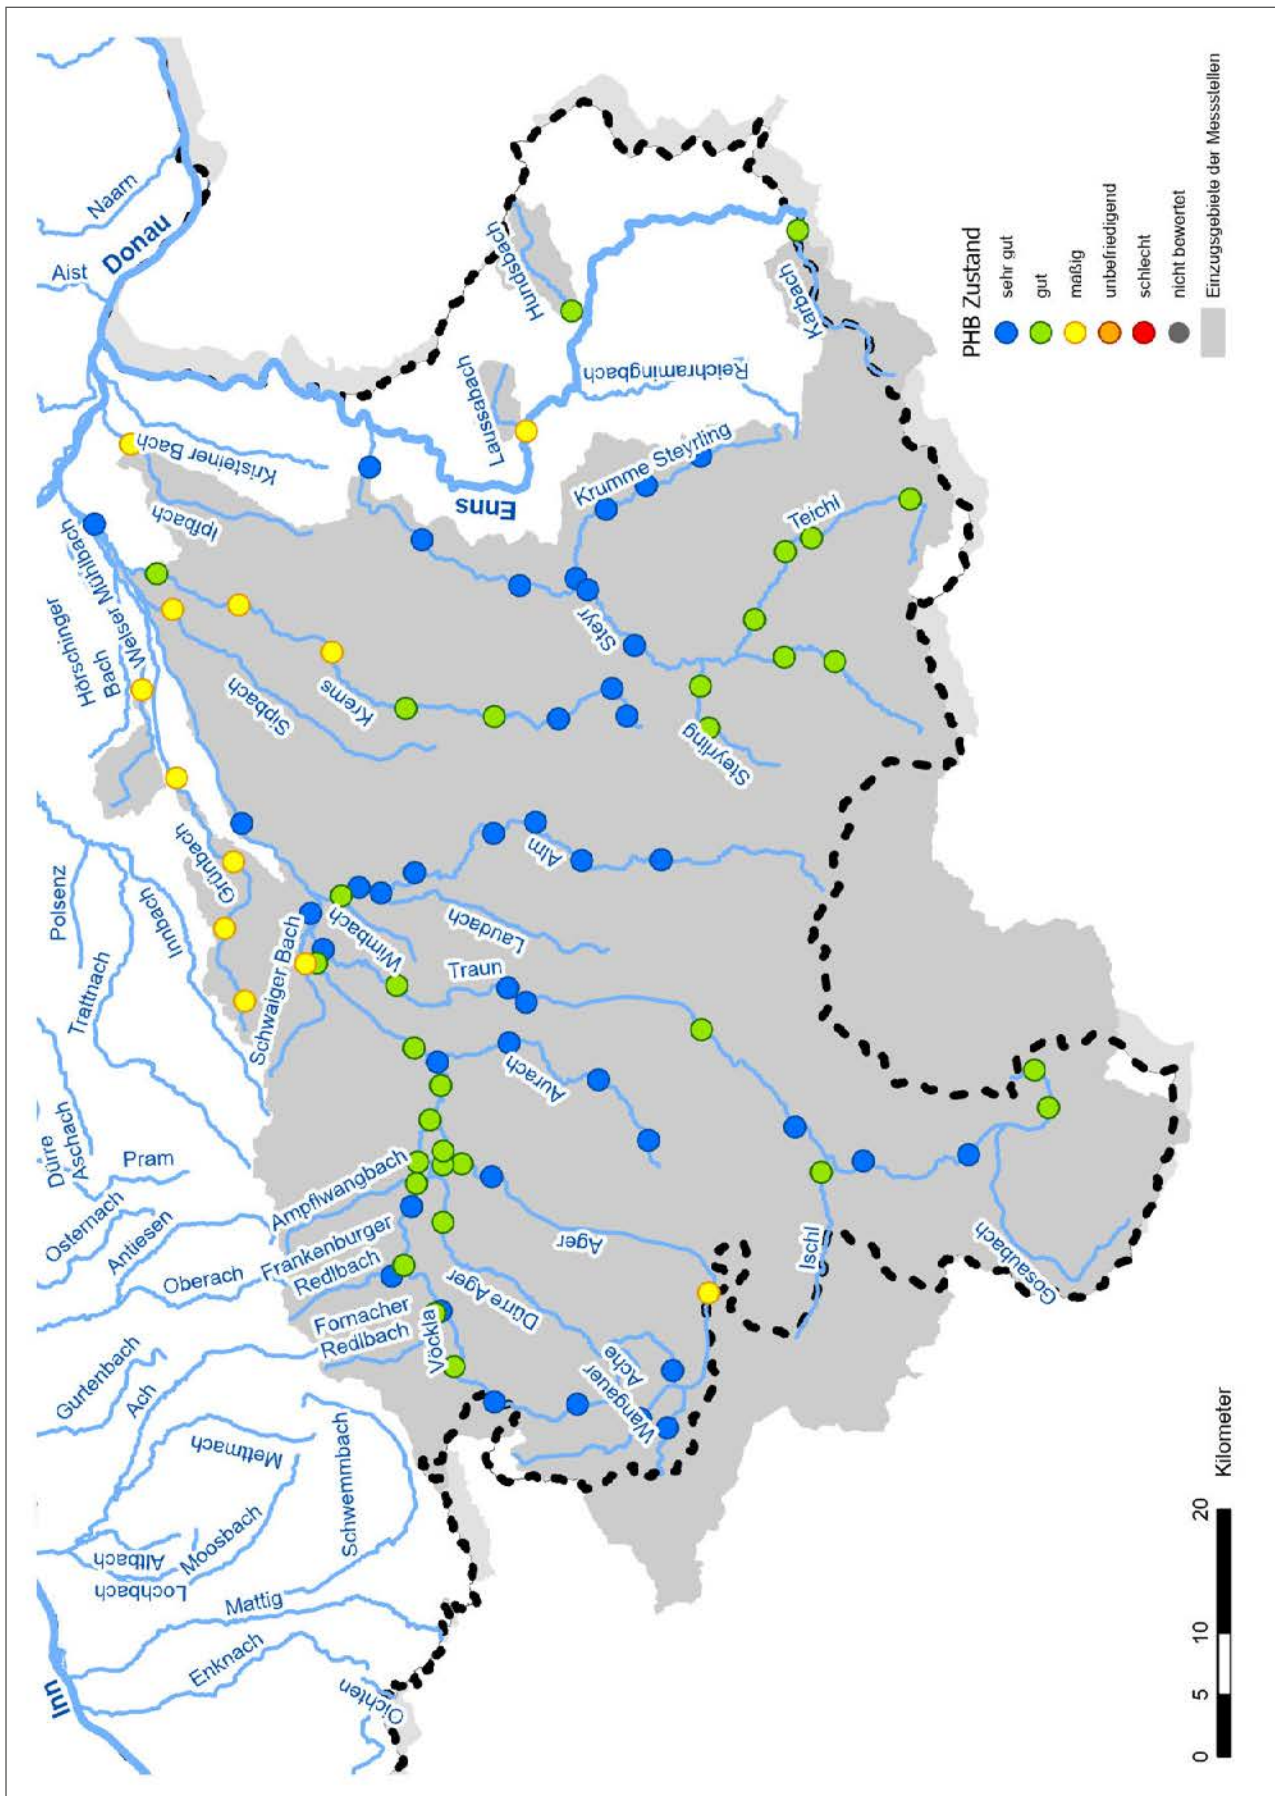 Inn
Oichten
Enknach
Mattig
Lochbach
Altbach
Moosbach
Schwemmbach
Mettmach
Ach
Gurtenbach
Oberach
Antiesen
Osternach
Pram
Dürre
Aschach
Trattnach
Polsenz
Innbach
Fornacher
Redlbach
Frankenburger
Redlbach
Ampflwangbach
Vöckla
Dürre Ager
Wangauer
Ache
Ager
Aurach
Traun
Ischl
Gosaubach
Schwaiger Bach
Wimbach
Laudach
Alm
Grünbach
Hörschinger
Bach
Welser Mühlbach
Sipbach
Krems
Ipfbach
Kristeiner Bach
Steyrling
Steyr
Teichl
Krumme Steyrling
Enns
Laussabach
Reichramingbach
Hundsbach
Karbach
Donau
Aist
Naarn
PHB Zustand
sehr gut
gut
mäßig
unbefriedigend
schlecht
nicht bewertet
Einzugsgebiete der Messstellen
0 5 10 20
Kilometer